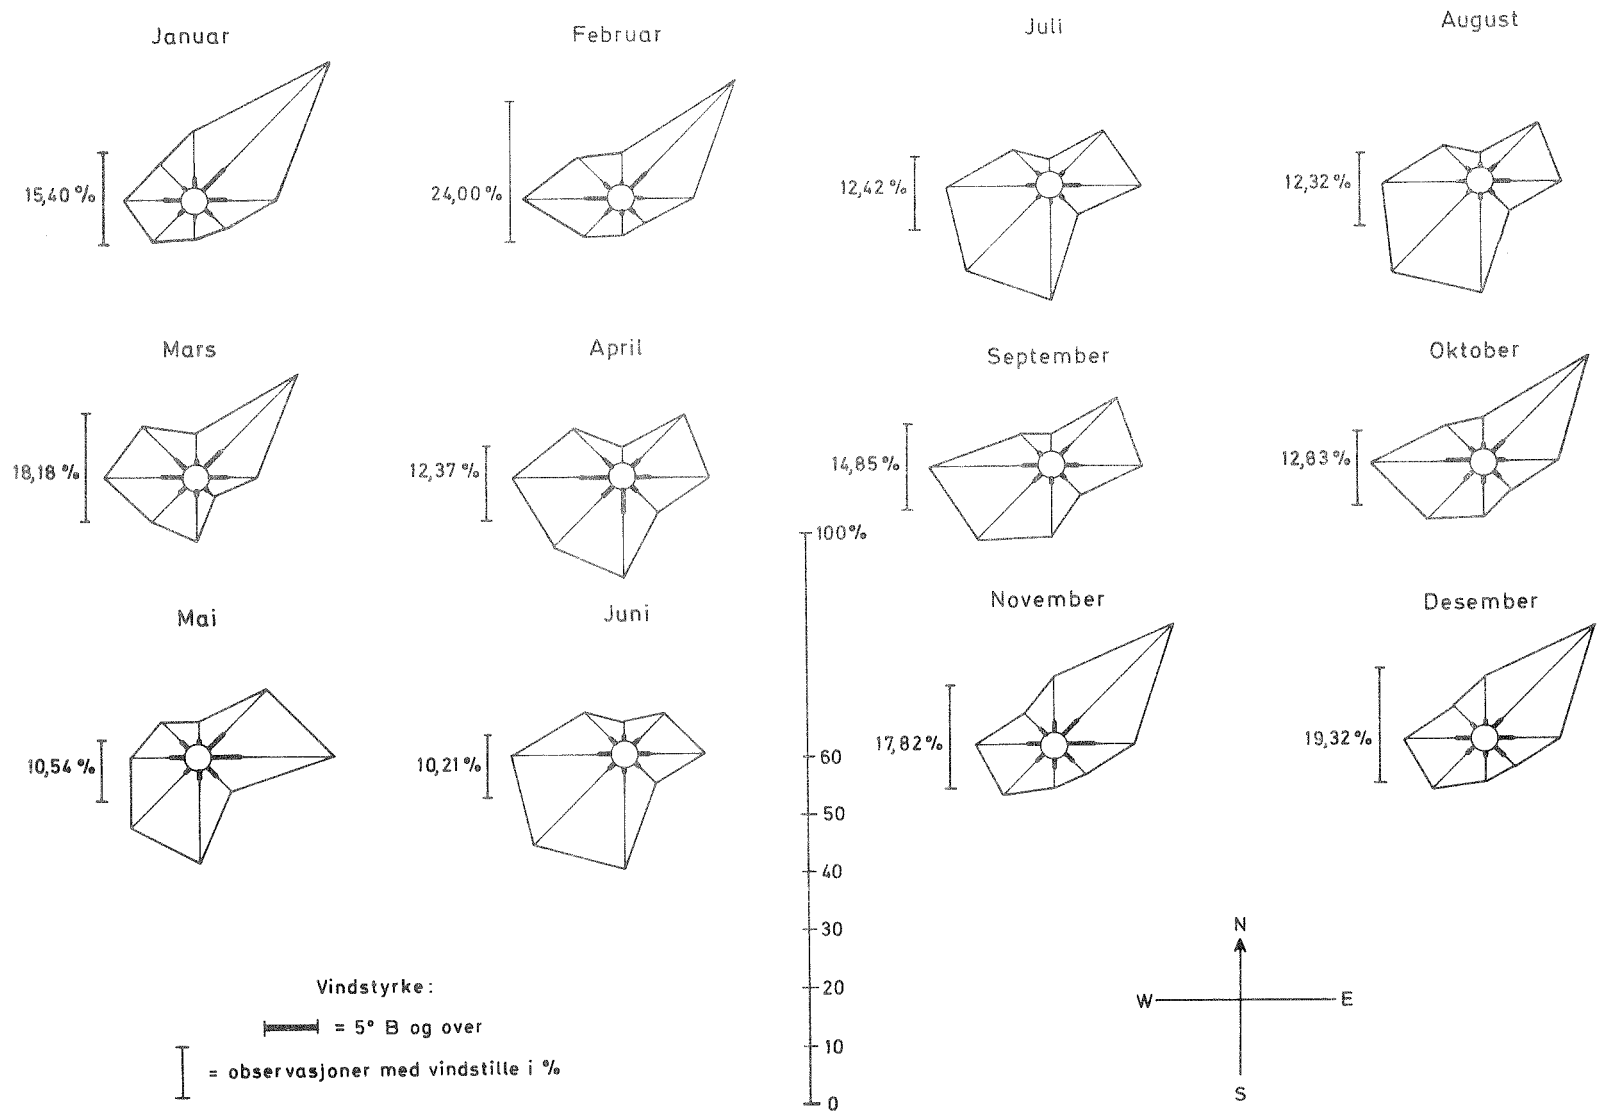 Januar
Februar
Juli
August
15,40 %
24,00 %
12,42 %
12,32 %
Mars
April
September
Oktober
18,18 %
12,37 %
14,85 %
12,83 %
100 %
Mai
Juni
November
Desember
10,54 %
10,21 %
17,82 %
19,32 %
60
50
40
30
20
10
0
N
W
E
S
Vindstyrke :
= 5° B og over
= observasjoner med vindstille i %